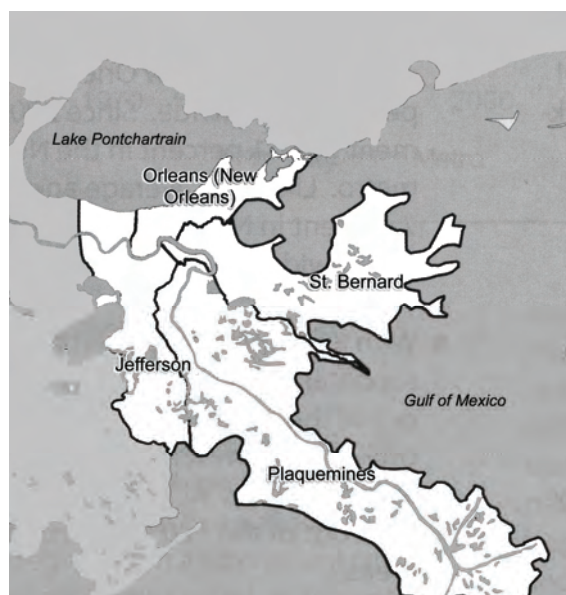 Lake Pontchartrain
Orleans (New
Orleans)
St. Bernard
Jefferson
Gulf of Mexico
Plaquemines